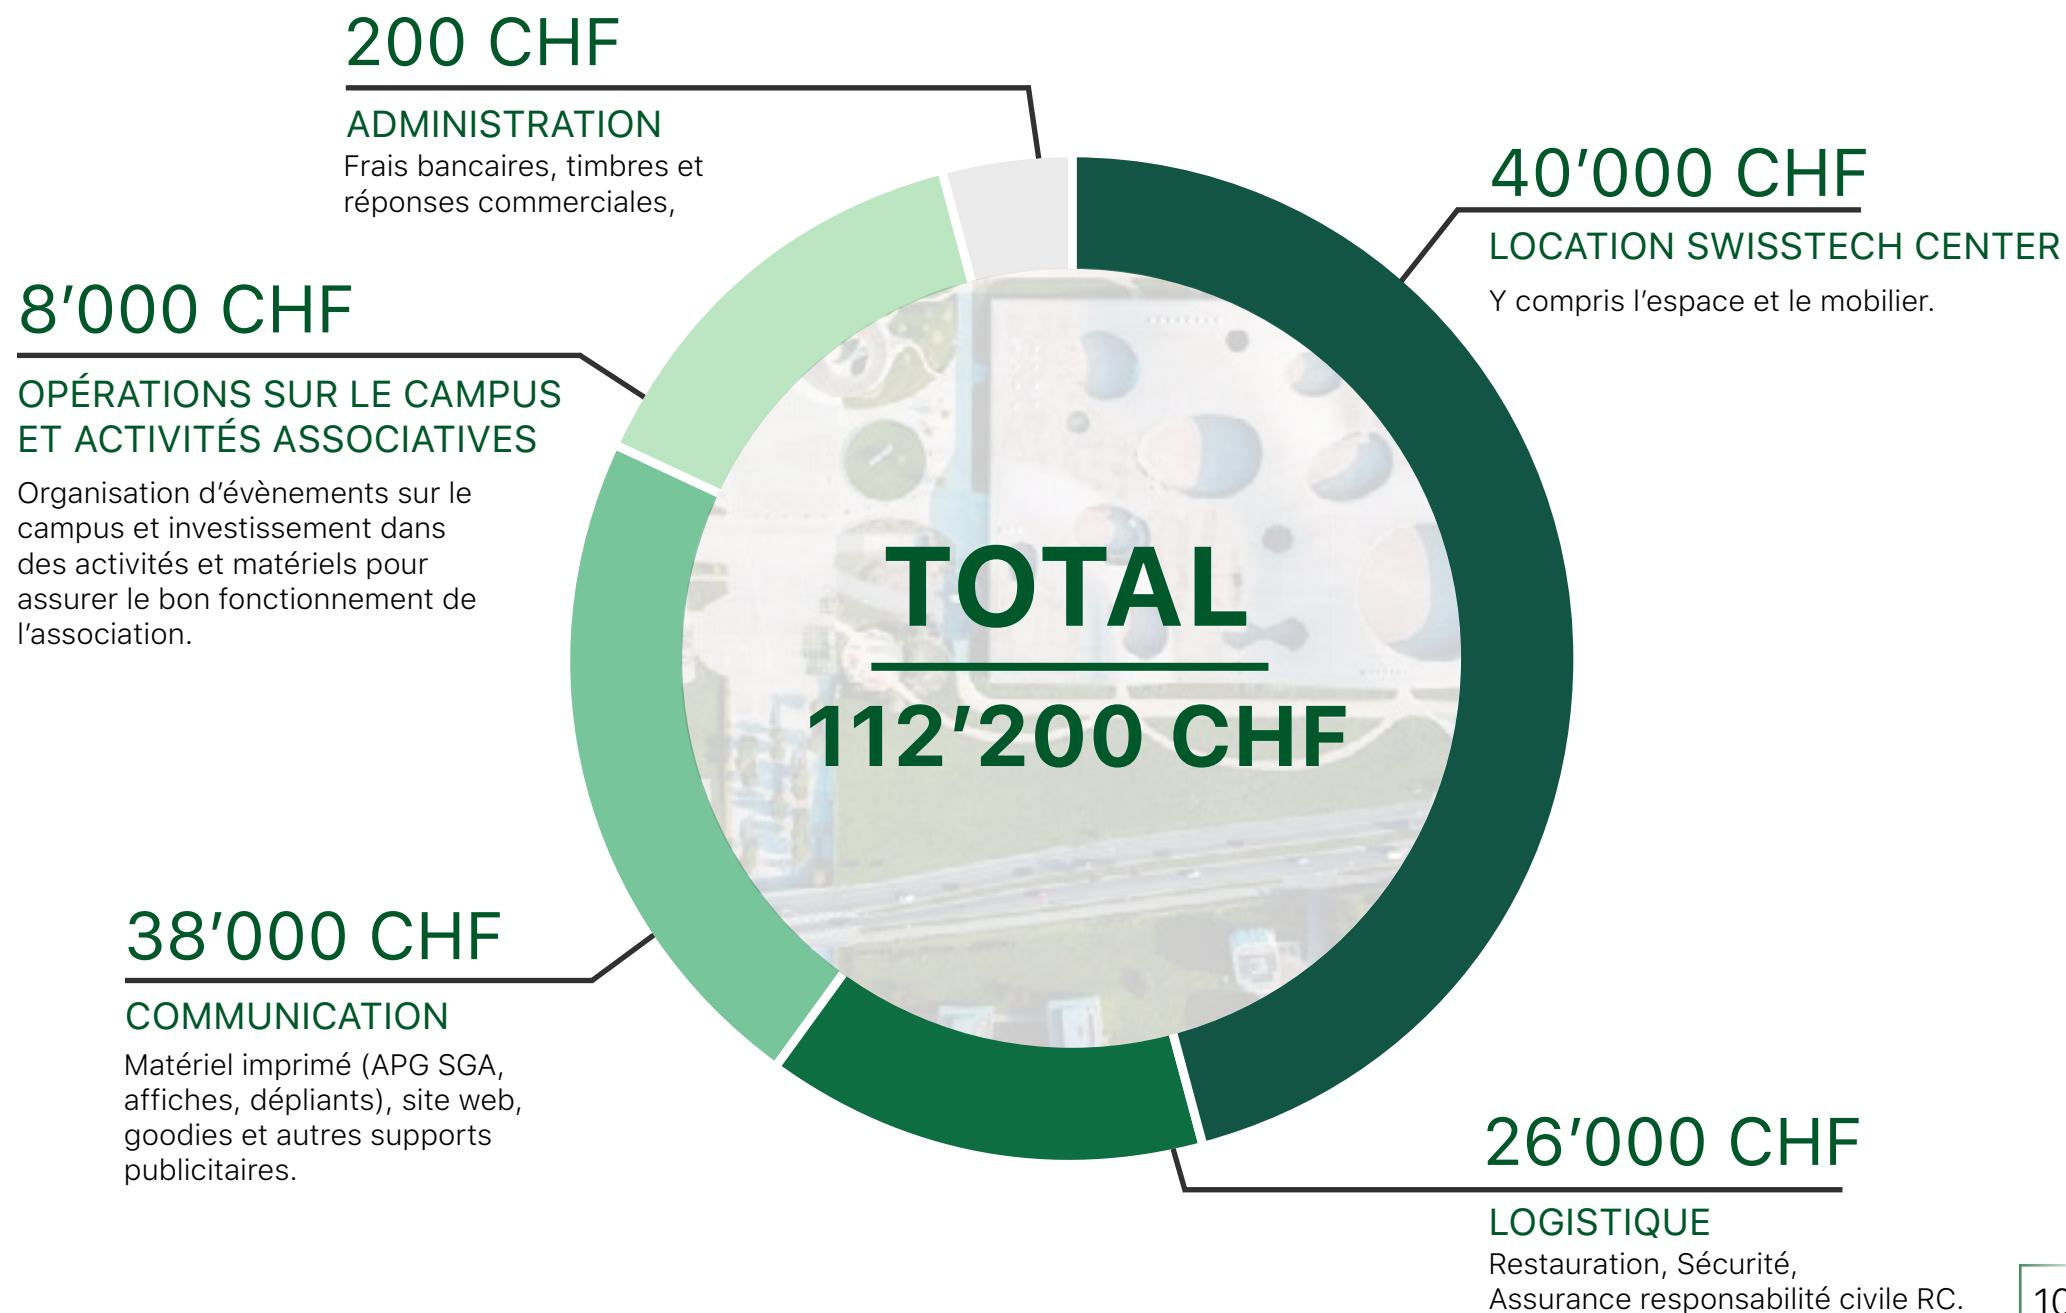 200 CHF
ADMINISTRATION
Frais bancaires, timbres et
réponses commerciales,
40’000 CHF
LOCATION SWISSTECH CENTER
Y compris l’espace et le mobilier.
8’000 CHF
OPÉRATIONS SUR LE CAMPUS
ET ACTIVITÉS ASSOCIATIVES
Organisation d’évènements sur le
campus et investissement dans
des activités et matériels pour
assurer le bon fonctionnement de
l’association.
TOTAL
112’200 CHF
38’000 CHF
COMMUNICATION
Matériel imprimé (APG SGA,
affiches, dépliants), site web,
goodies et autres supports
publicitaires.
26’000 CHF
LOGISTIQUE
Restauration, Sécurité,
Assurance responsabilité civile RC.